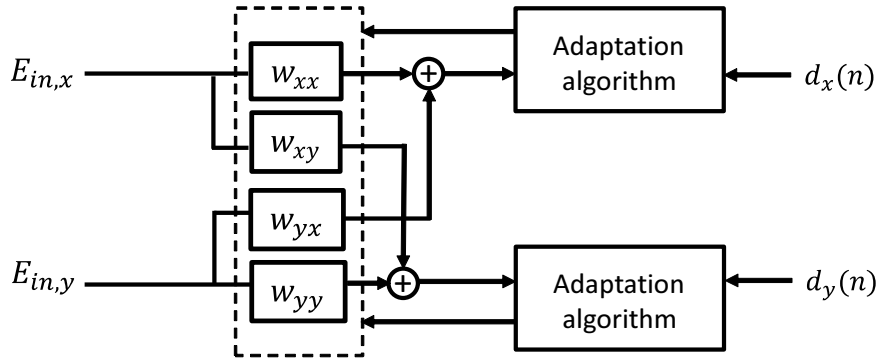 Adaptation
algorithm
E_{in,x}
w_{xx}
+
d_x(n)
w_{xy}
w_{yx}
E_{in,y}
w_{yy}
+
Adaptation
algorithm
d_y(n)